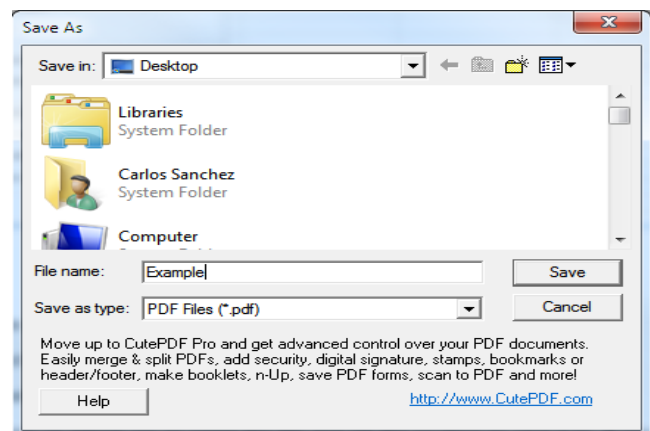 Save As
Save in: Desktop
Libraries
System Folder
Carlos Sanchez
System Folder
Computer
File name: Example Save
Save as type: PDF Files (*.pdf) Cancel
Move up to CutePDF Pro and get advanced control over your PDF documents.
Easily merge & split PDFs, add security, digital signature, stamps, bookmarks or
header/footer, make booklets, n-Up, save PDF forms, scan to PDF and more!
Help http://www.CutePDF.com